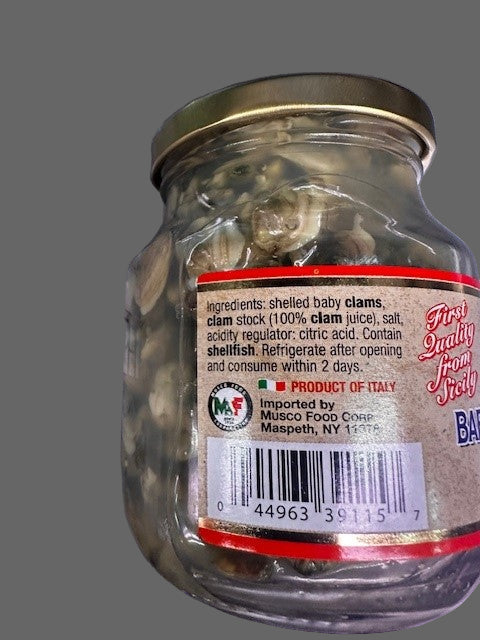 Ingredients: shelled baby clams,
clam stock (100% clam juice), salt,
acidity regulator: citric acid. Contain
shellfish. Refrigerate after opening
and consume within 2 days.
PRODUCT OF ITALY
Imported by
MUSCO FOOD CORP
Maspeth, NY 11378
0 44963 39115 7
First
Quality
from
Sicily